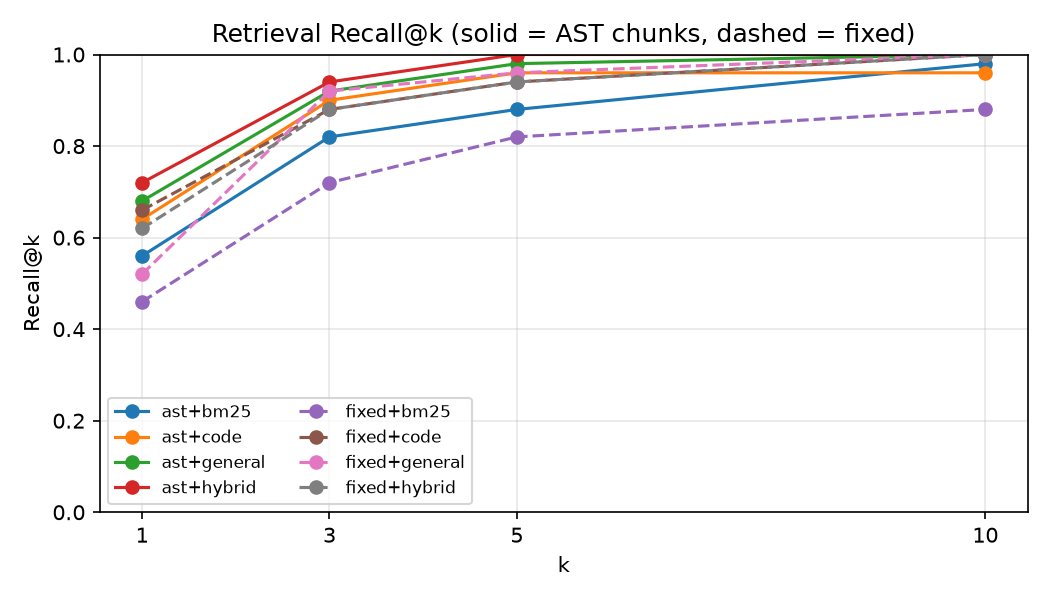 Retrieval Recall@k (solid = AST chunks, dashed = fixed)
Recall@k
1.0
0.8
0.6
0.4
0.2
0.0
ast+bm25
ast+code
ast+general
ast+hybrid
fixed+bm25
fixed+code
fixed+general
fixed+hybrid
1 3 5 10
k